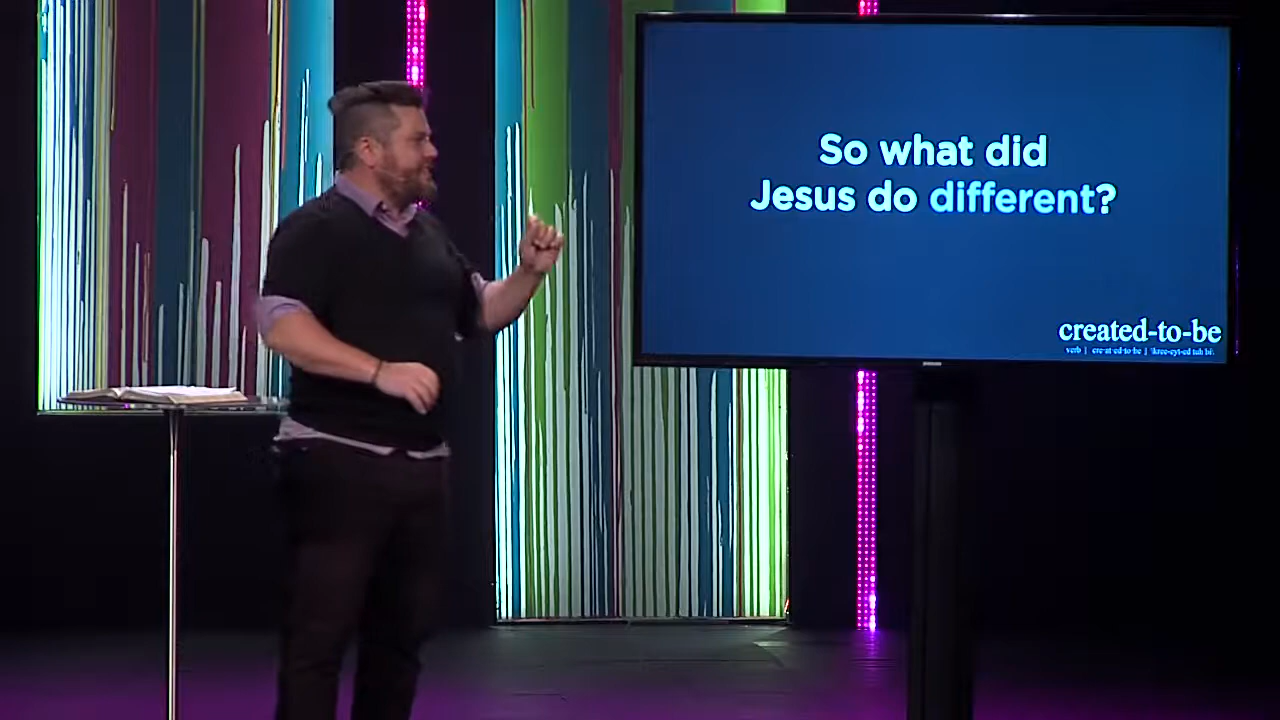 So what did
Jesus do different?
created-to-be